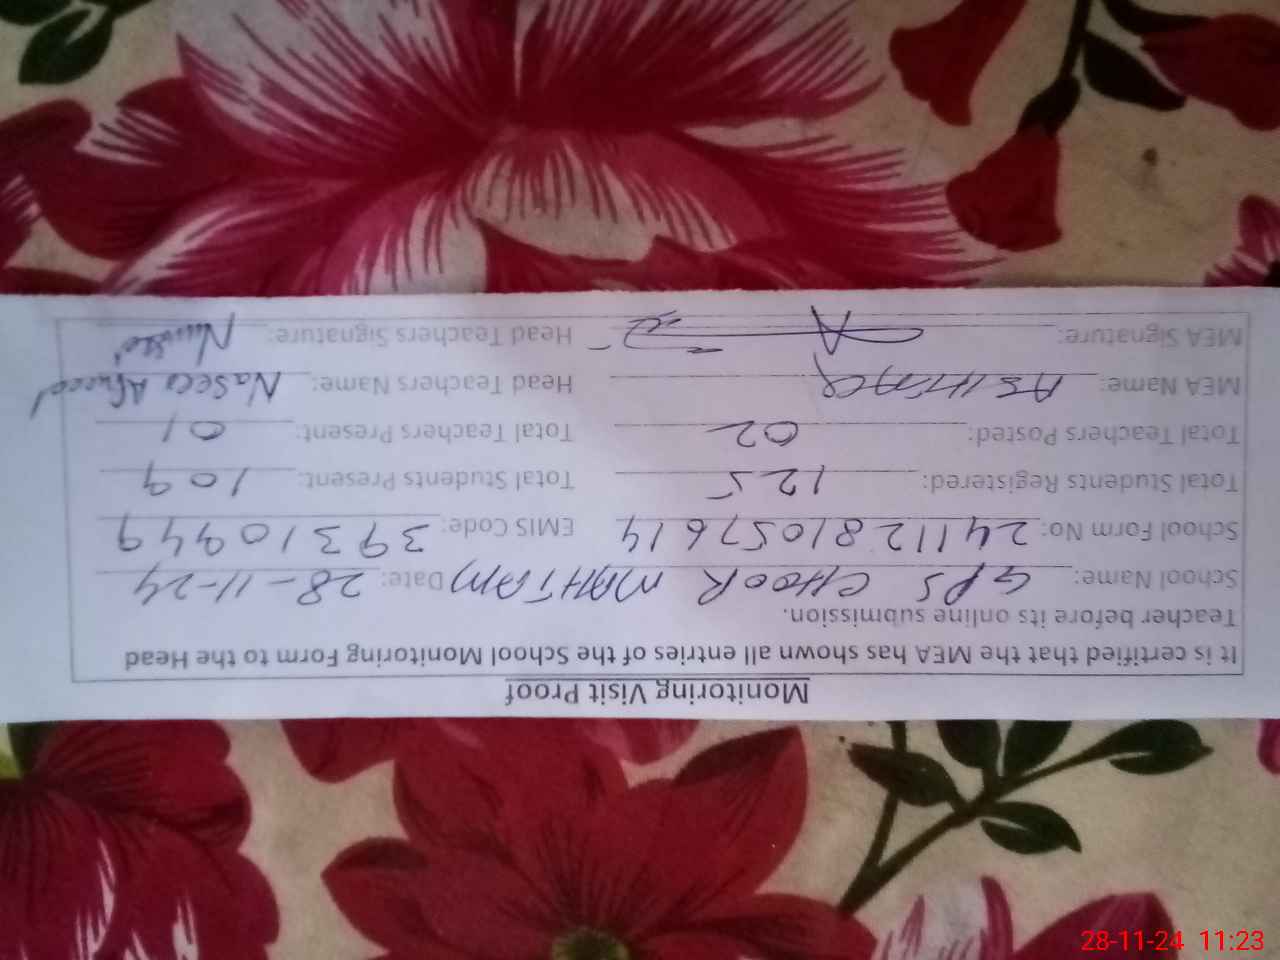 Monitoring Visit Proof
It is certified that the MEA has shown all entries of the School Monitoring Form to the Head
Teacher before its online submission.
School Name: GPS CHOOR MAHTAM Date: 28-11-24
School Form No: 2411281057614 EMIS Code: 39310949
Total Students Registered: 125 Total Students Present: 109
Total Teachers Posted: 02 Total Teachers Present: 01
MEA Name: ASHTAQ Head Teachers Name: Naseer Ahmed
MEA Signature: Head Teachers Signature:
28-11-24 11:23